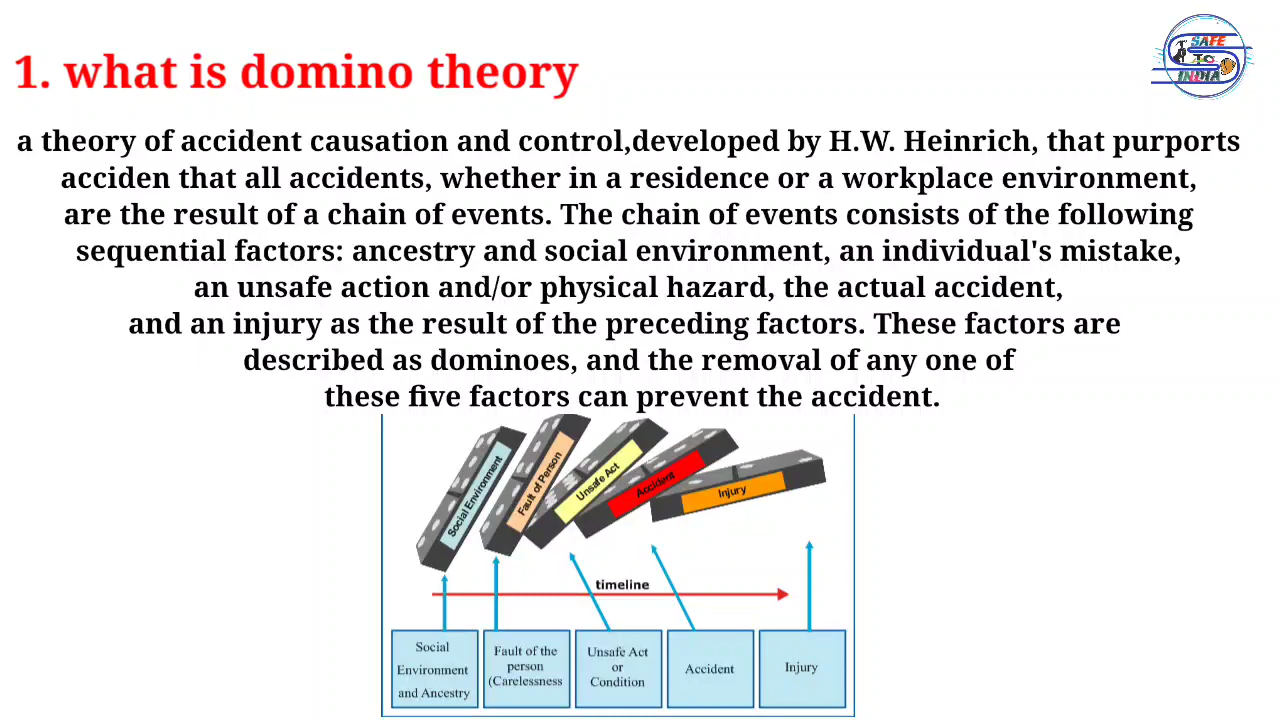 1. what is domino theory
SAFE
TO
INDIA
a theory of accident causation and control,developed by H.W. Heinrich, that purports
acciden that all accidents, whether in a residence or a workplace environment,
are the result of a chain of events. The chain of events consists of the following
sequential factors: ancestry and social environment, an individual's mistake,
an unsafe action and/or physical hazard, the actual accident,
and an injury as the result of the preceding factors. These factors are
described as dominoes, and the removal of any one of
these five factors can prevent the accident.
Social Environment
Fault of Person
Unsafe Act
Accident
Injury
timeline
Social
Environment
and Ancestry
Fault of the
person
(Carelessness
Unsafe Act
or
Condition
Accident
Injury